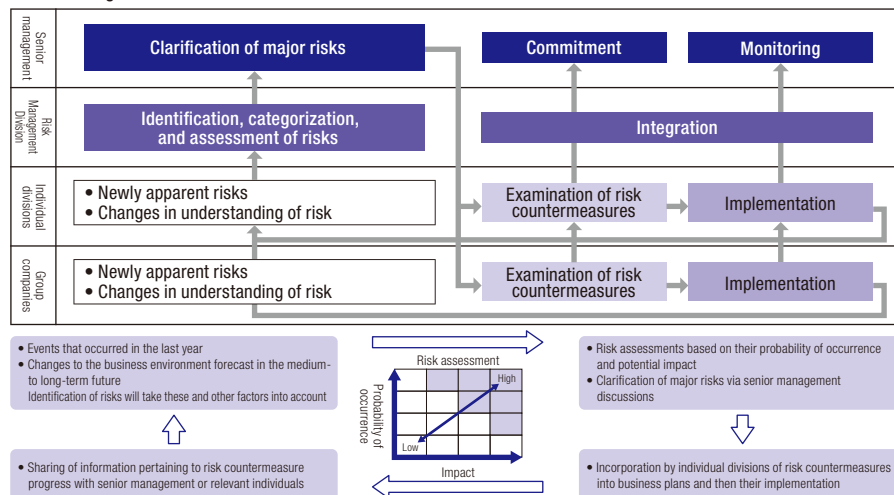 Senior
management
Clarification of major risks
Commitment
Monitoring
Risk
Management
Division
Identification, categorization,
and assessment of risks
Integration
Individual
divisions
• Newly apparent risks
• Changes in understanding of risk
Examination of risk
countermeasures
Implementation
Group
companies
• Newly apparent risks
• Changes in understanding of risk
Examination of risk
countermeasures
Implementation
• Events that occurred in the last year
• Changes to the business environment forecast in the medium-
to long-term future
Identification of risks will take these and other factors into account
Risk assessment
High
Probability of
occurrence
Low
Impact
• Risk assessments based on their probability of occurrence
and potential impact
• Clarification of major risks via senior management
discussions
• Sharing of information pertaining to risk countermeasure
progress with senior management or relevant individuals
• Incorporation by individual divisions of risk countermeasures
into business plans and then their implementation